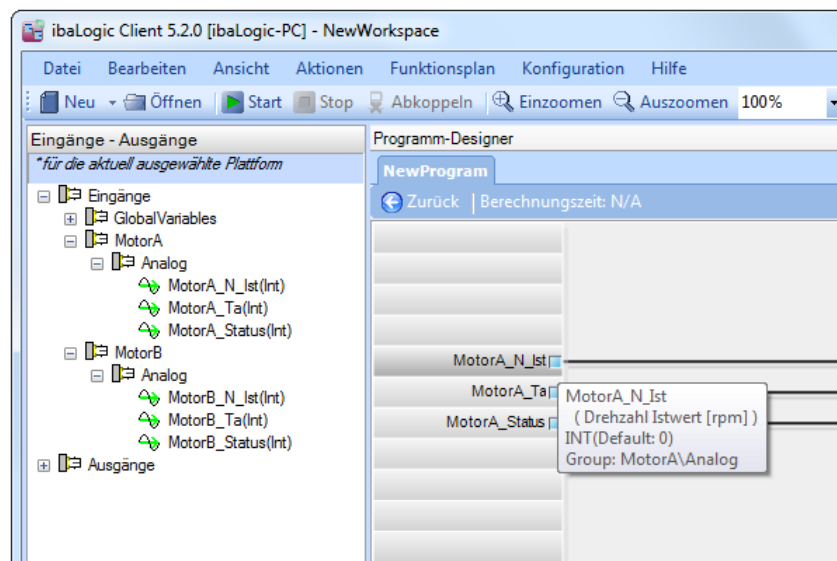 ibaLogic Client 5.2.0 [ibaLogic-PC] - NewWorkspace
Datei Bearbeiten Ansicht Aktionen Funktionsplan Konfiguration Hilfe
Neu Öffnen Start Stop Abkoppeln Einzoomen Auszoomen 100%
Eingänge - Ausgänge
*für die aktuell ausgewählte Plattform
Eingänge
GlobalVariables
MotorA
Analog
MotorA_N_Ist(Int)
MotorA_Ta(Int)
MotorA_Status(Int)
MotorB
Analog
MotorB_N_Ist(Int)
MotorB_Ta(Int)
MotorB_Status(Int)
Ausgänge
Programm-Designer
NewProgram
Zurück | Berechnungszeit: N/A
MotorA_N_Ist
MotorA_Ta
MotorA_Status
MotorA_N_Ist
( Drehzahl Istwert [rpm] )
INT(Default: 0)
Group: MotorA\Analog